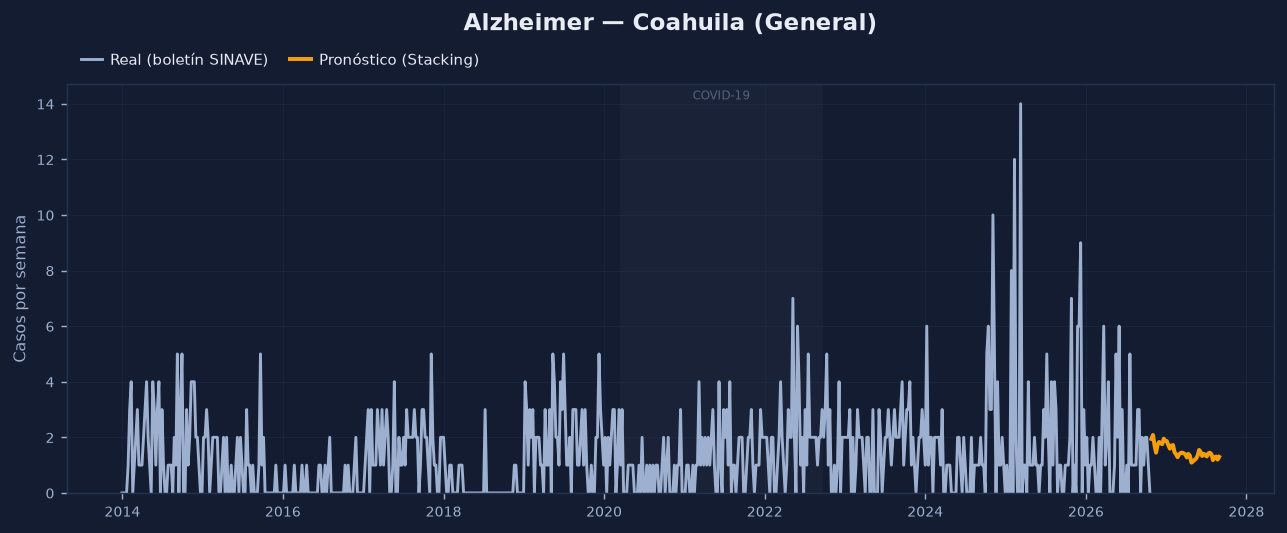 Alzheimer — Coahuila (General)
Real (boletín SINAVE) Pronóstico (Stacking)
COVID-19
Casos por semana
14
12
10
8
6
4
2
0
2014 2016 2018 2020 2022 2024 2026 2028